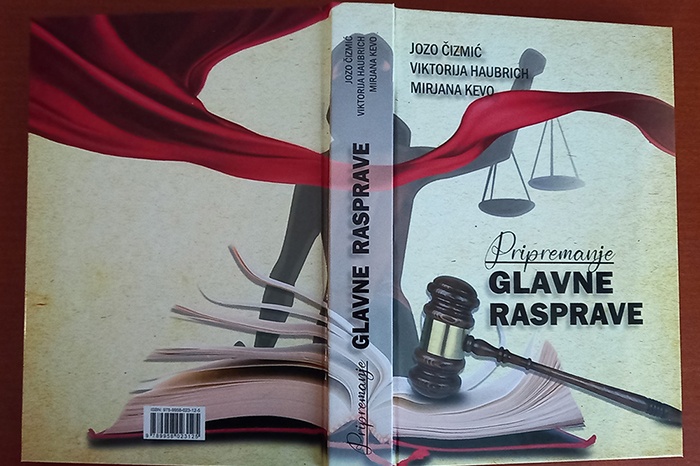 JOZO ČIZMIĆ
VIKTORIJA HAUBRICH
MIRJANA KEVO
Pripremanje
GLAVNE
RASPRAVE
JOZO ČIZMIĆ
VIKTORIJA HAUBRICH
MIRJANA KEVO
Pripremanje GLAVNE RASPRAVE